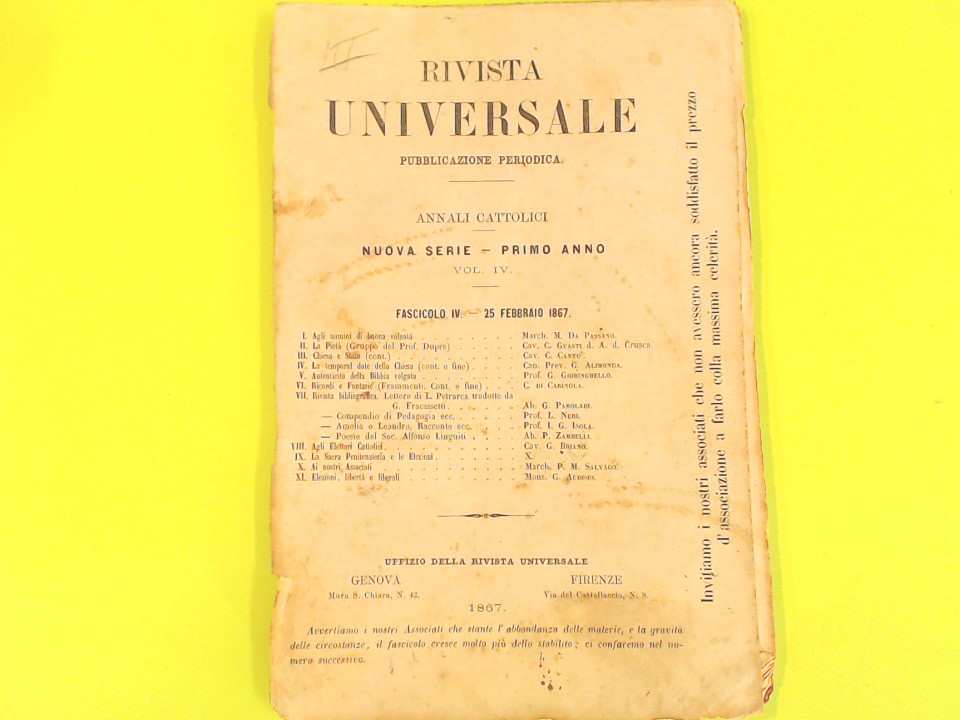 RIVISTA
UNIVERSALE
PUBBLICAZIONE PERIODICA
ANNALI CATTOLICI
NUOVA SERIE — PRIMO ANNO
VOL. IV.
FASCICOLO IV. — 25 FEBBRAIO 1867.
I. Agli uomini di buona volontà . . . . . . . . March. M. DA PASSANO.
II. La Pietà (Gruppo del Prof. Duprè) . . . . . . Cav. C. GUASTI d. A. d. Crusca.
III. Chiesa e Stato (cont.) . . . . . . . . . Cav. C. CANTU'.
IV. La temporal dote della Chiesa (cont. e fine) . . . . Can. Prev. G. ALIMONDA.
V. Autenticità della Bibbia volgata . . . . . . . Prof. G. GHIRINGHELLO.
VI. Ricordi e Fantasie (Frammenti. Cont. e fine) . . . C. DI CARINOLA.
VII. Rivista bibliografica. Lettere di L. Petrarca tradotte da
G. Fracassetti . . . . . . Ab. G. PAROLARI.
— Compendio di Pedagogia ecc. . . . . Prof. L. NERI.
— Amelia o Leandro. Racconto ecc. . . . . Prof. I. G. ISOLA.
— Poesie del Sac. Alfonso Linguiti . . . . Ab. P. ZAMBELLI.
VIII. Agli Elettori Cattolici . . . . . . . . . Cav. G. BRIANO.
IX. La Sacra Penitenzieria e le Elezioni . . . . . . X.
X. Ai nostri Associati . . . . . . . . . March. P. M. SALVAGO.
XI. Elezioni, libertà e liberali . . . . . . . . Mons. G. AUDISIO.
UFFIZIO DELLA RIVISTA UNIVERSALE
GENOVA FIRENZE
Mura S. Chiara, N. 42. Via del Castellaccio, N. 8.
1867.
Avvertiamo i nostri Associati che stante l'abbondanza delle materie, e la gravità
delle circostanze, il fascicolo cresce molto più dello stabilito; ci confaremo nel nu-
mero successivo.
Invitiamo i nostri associati che non avessero ancora soddisfatto il prezzo
d'associazione a farlo colla massima celerità.